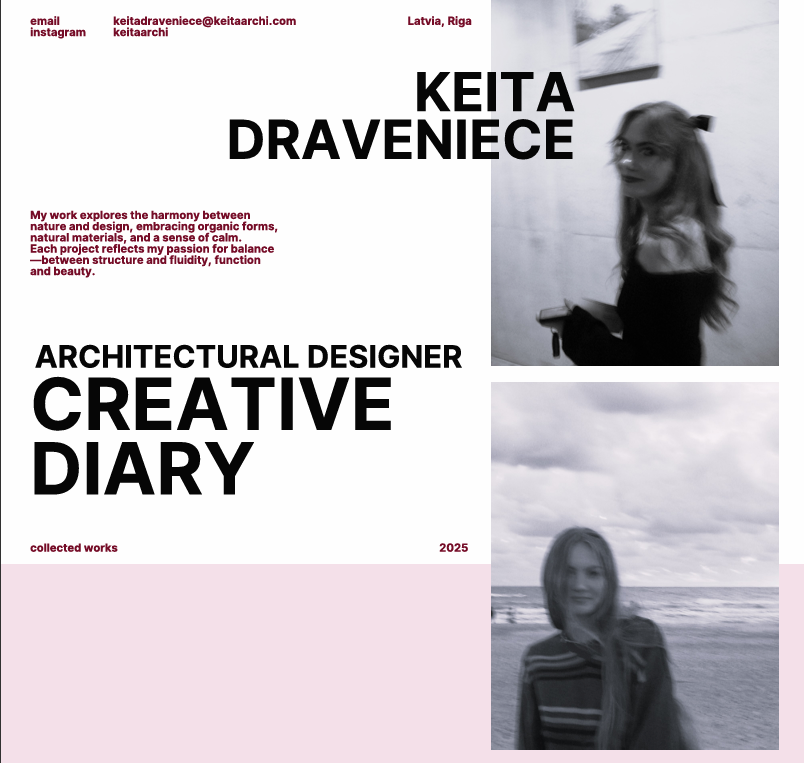 email keitadraveniece@keitaarchi.com Latvia, Riga
instagram keitaarchi
KEITA
DRAVENIECE
My work explores the harmony between
nature and design, embracing organic forms,
natural materials, and a sense of calm.
Each project reflects my passion for balance
—between structure and fluidity, function
and beauty.
ARCHITECTURAL DESIGNER
CREATIVE
DIARY
collected works 2025